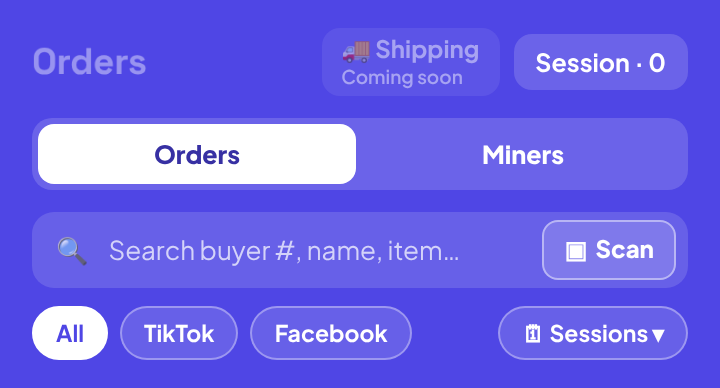 Orders
🚚 Shipping
Coming soon
Session · 0
Orders
Miners
🔍 Search buyer #, name, item...
▣ Scan
All
TikTok
Facebook
🗓 Sessions ▾